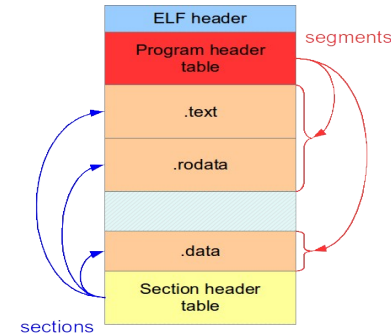 ELF header
Program header
table
segments
.text
.rodata
.data
Section header
table
sections